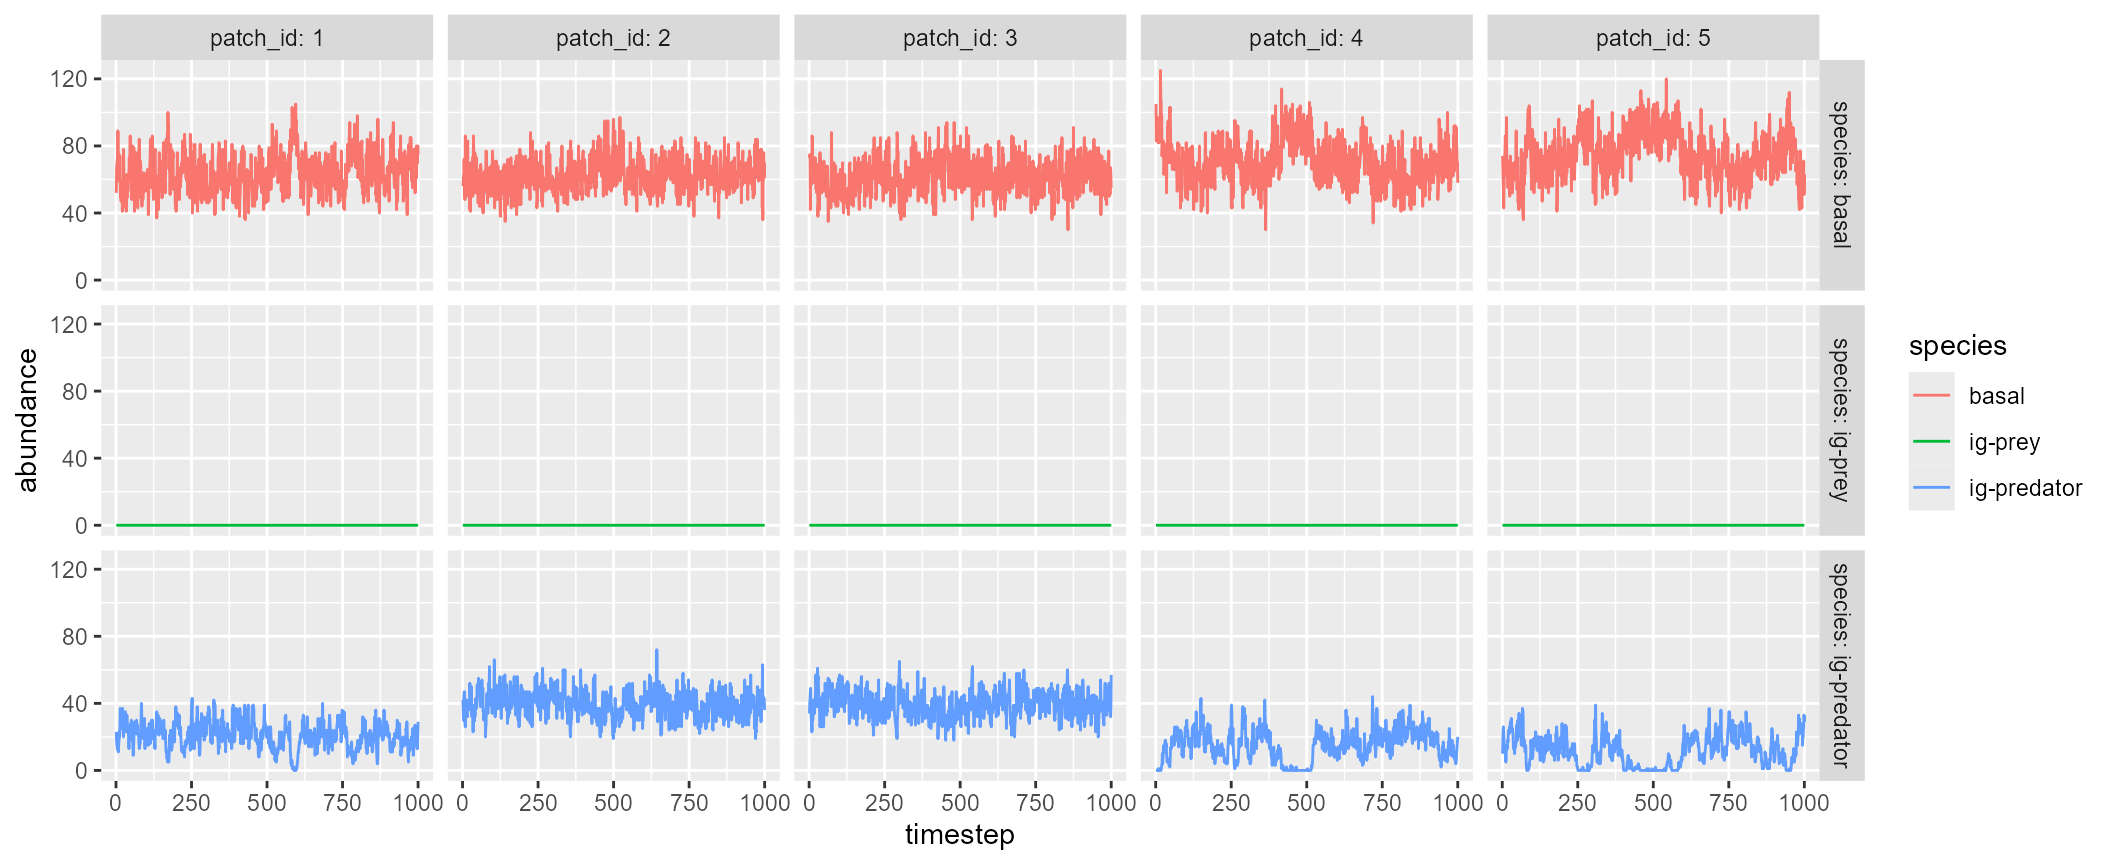 patch_id: 1
patch_id: 2
patch_id: 3
patch_id: 4
patch_id: 5
120
80
40
0
species: basal
120
80
40
0
species: ig-prey
120
80
40
0
species: ig-predator
0 250 500 750 1000
0 250 500 750 1000
0 250 500 750 1000
0 250 500 750 1000
0 250 500 750 1000
timestep
abundance
species
basal
ig-prey
ig-predator